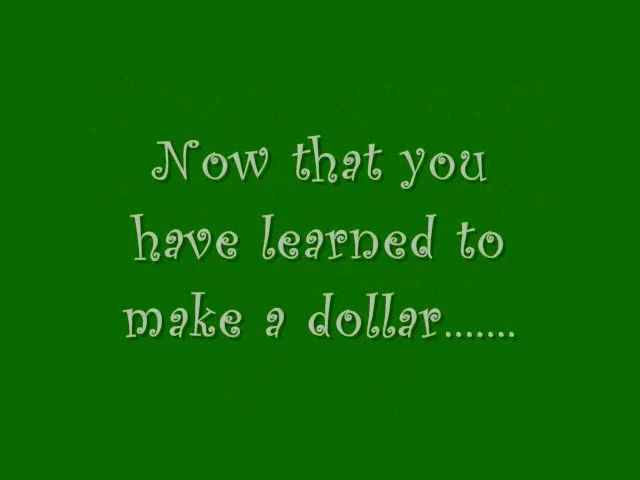 Now that you
have learned to
make a dollar.......